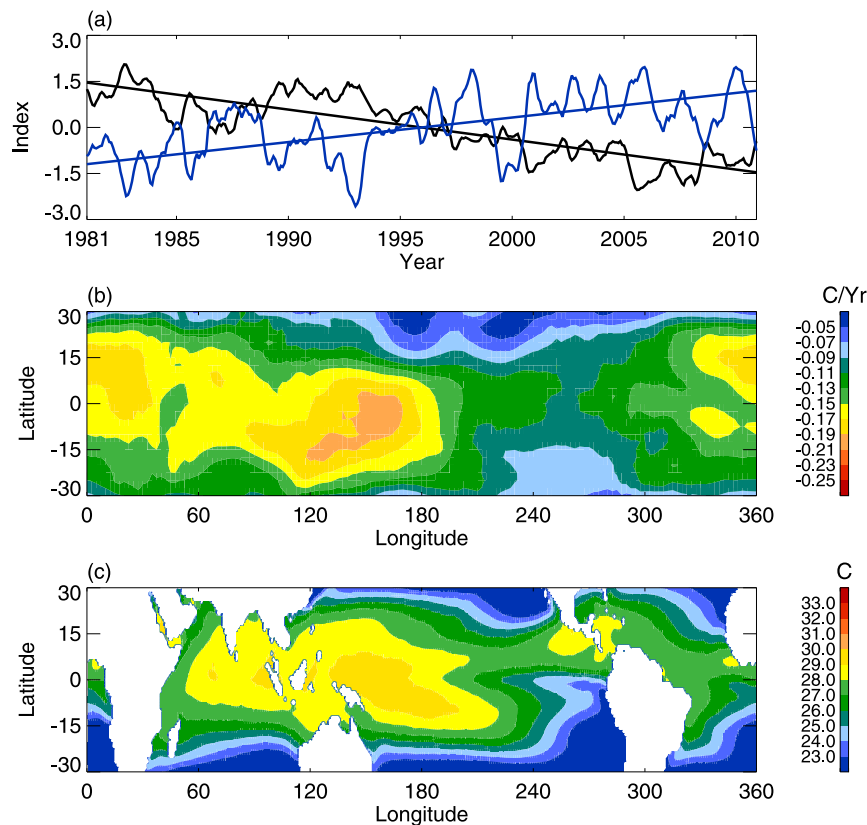 (a)
3.0
1.5
0.0
-1.5
-3.0
Index
1981 1985 1990 1995 2000 2005 2010
Year
(b)
C/Yr
30
15
0
-15
-30
Latitude
0 60 120 180 240 300 360
Longitude
-0.05
-0.07
-0.09
-0.11
-0.13
-0.15
-0.17
-0.19
-0.21
-0.23
-0.25
(c)
C
30
15
0
-15
-30
Latitude
0 60 120 180 240 300 360
Longitude
33.0
32.0
31.0
30.0
29.0
28.0
27.0
26.0
25.0
24.0
23.0